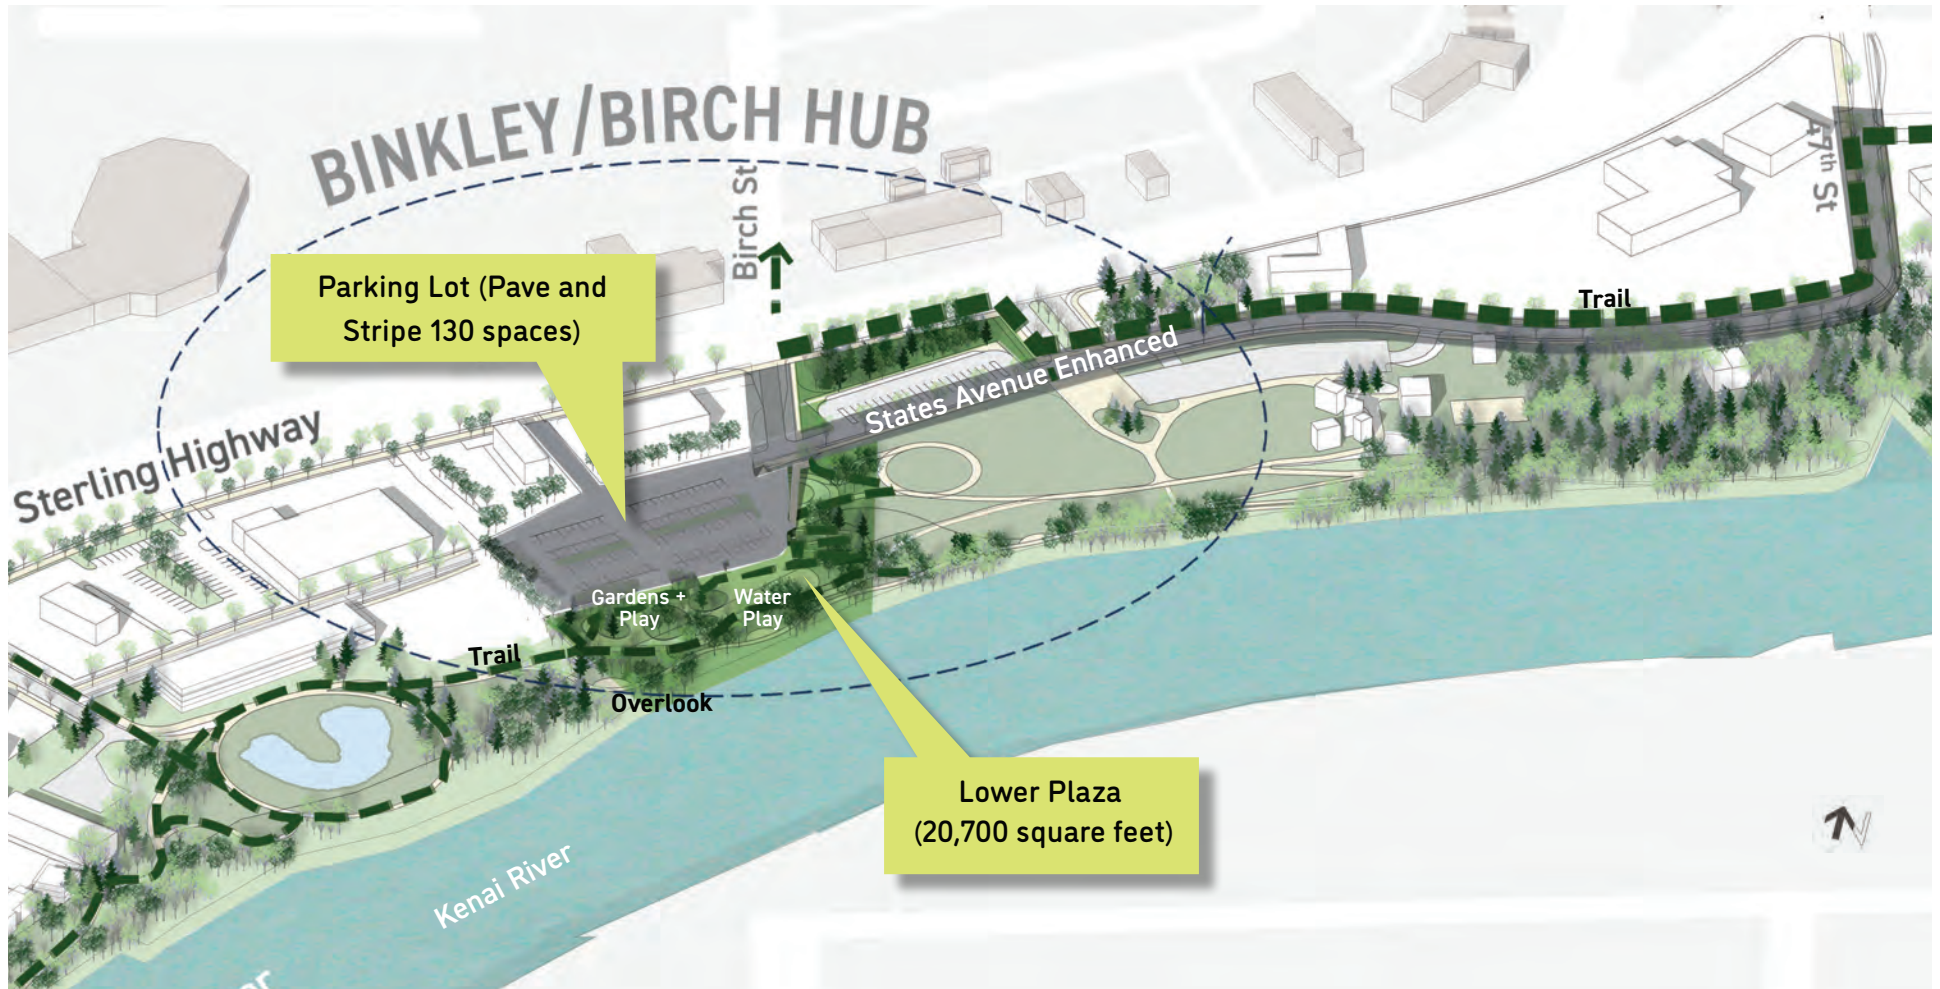 BINKLEY/BIRCH HUB
Birch St
47th St
Parking Lot (Pave and
Stripe 130 spaces)
Trail
States Avenue Enhanced
Sterling Highway
Gardens +
Play
Water
Play
Trail
Overlook
Lower Plaza
(20,700 square feet)
Kenai River
N